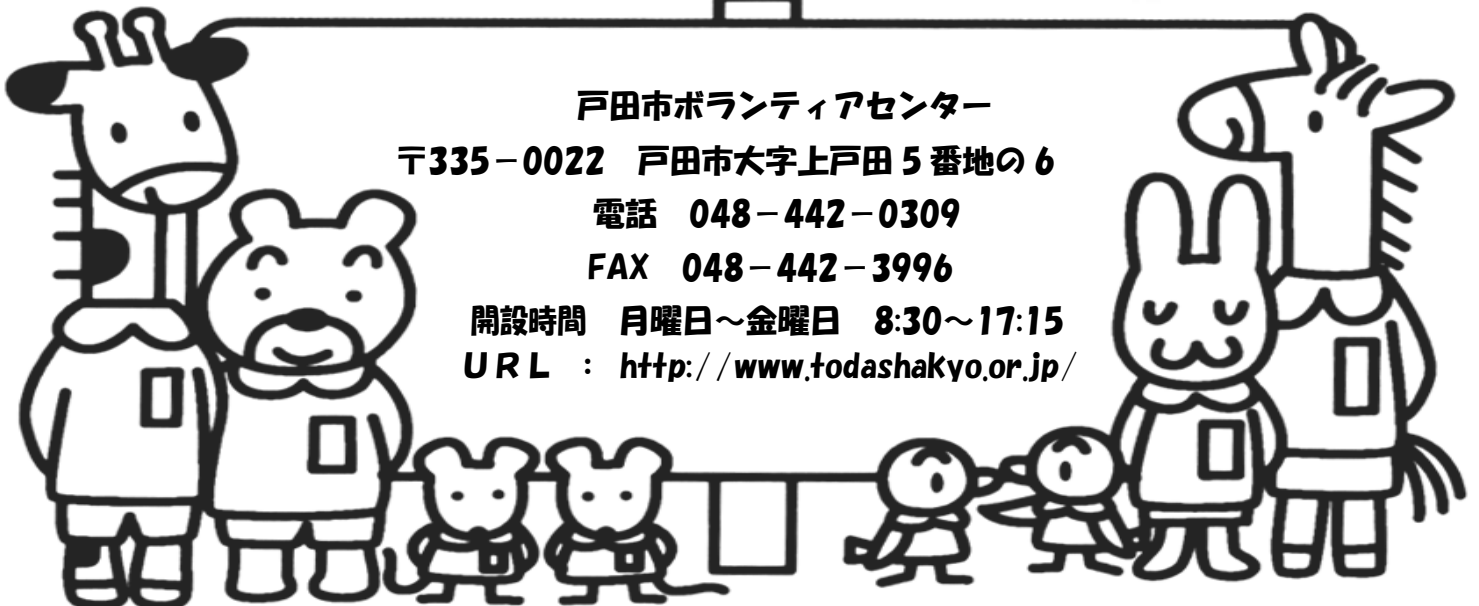 戸田市ボランティアセンター
〒335－0022　戸田市大字上戸田5番地の6
電話　048－442－0309
FAX　048－442－3996
開設時間　月曜日～金曜日　8:30～17:15
ＵＲＬ　：　http://www.todashakyo.or.jp/